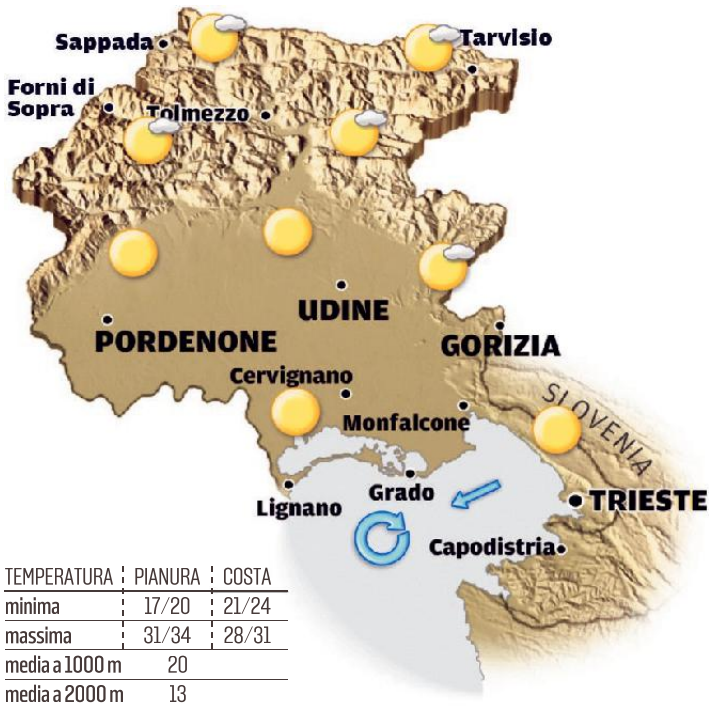 Sappada
Tarvisio
Forni di
Sopra
Tolmezzo
UDINE
PORDENONE
GORIZIA
Cervignano
SLOVENIA
Monfalcone
Grado
Lignano
TRIESTE
Capodistria
TEMPERATURA PIANURA COSTA
minima 17/20 21/24
massima 31/34 28/31
media a 1000 m 20
media a 2000 m 13